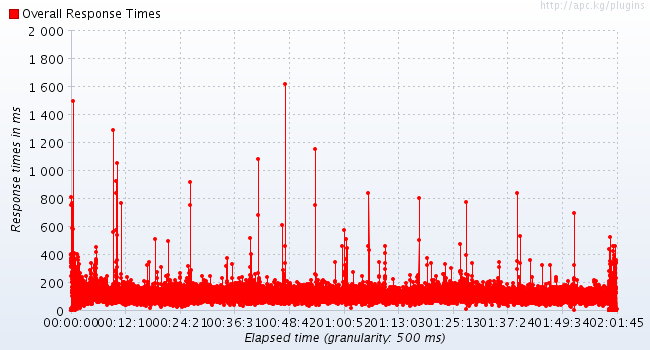 http://apc.kg/plugins
Overall Response Times
2 000
1 800
1 600
1 400
1 200
1 000
800
600
400
200
0
Response times in ms
00:00:00 00:12:10 00:24:21 00:36:31 00:48:42 01:00:52 01:13:03 01:25:13 01:37:24 01:49:34 02:01:45
Elapsed time (granularity: 500 ms)